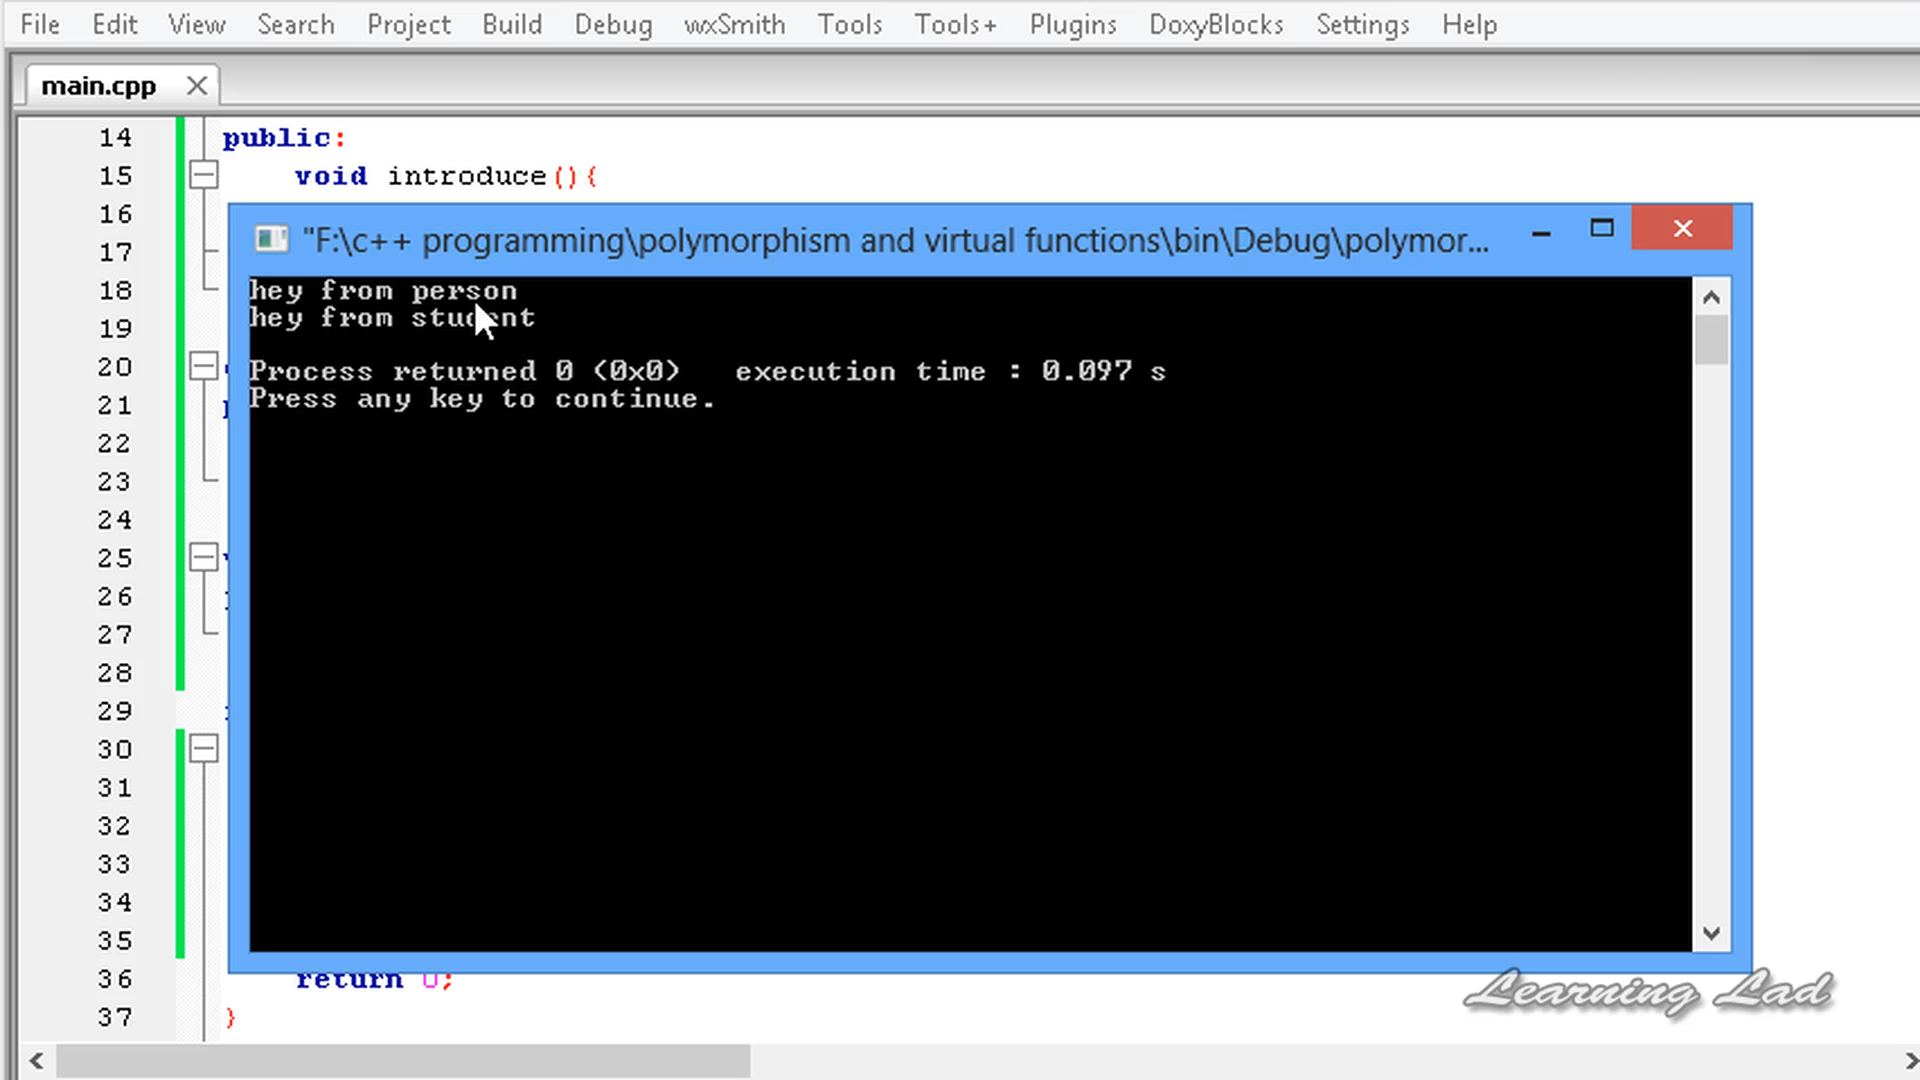 File Edit View Search Project Build Debug wxSmith Tools Tools+ Plugins DoxyBlocks Settings Help
main.cpp
14 public:
15 void introduce(){
16
"F:\c++ programming\polymorphism and virtual functions\bin\Debug\polymor...
17
hey from person
18
hey from student
19
20
Process returned 0 (0x0) execution time : 0.097 s
Press any key to continue.
21
22
23
24
25
26
27
28
29
30
31
32
33
34
35
36 return 0;
Learning Lad
37 }